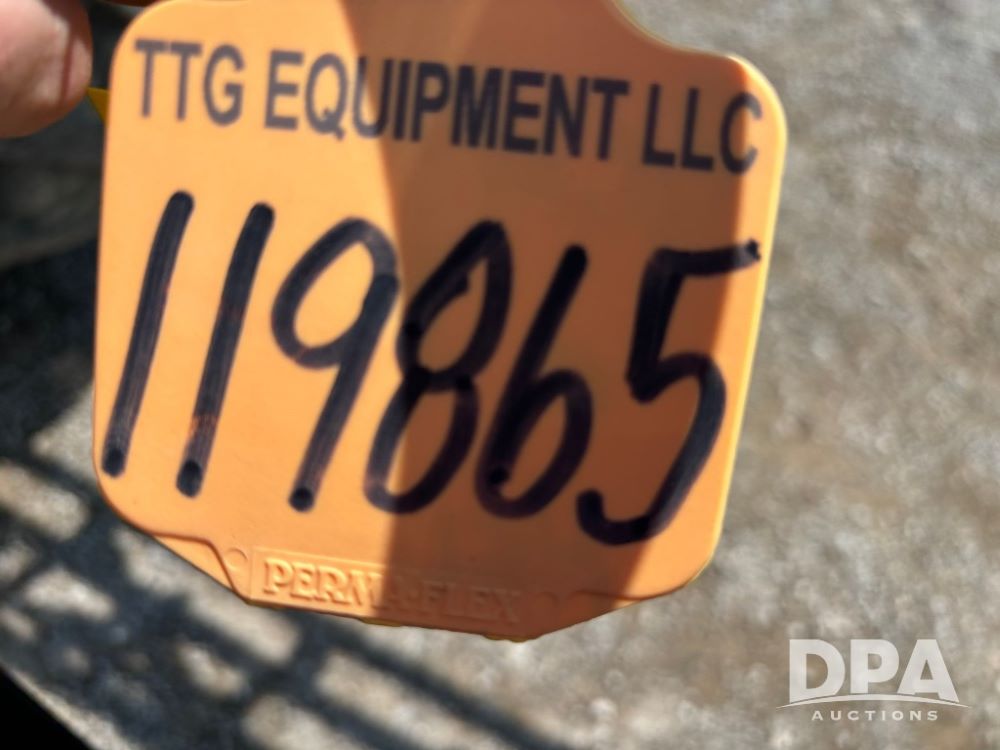 TTG EQUIPMENT LLC
119865
PERMA-FLEX
DPA
AUCTIONS